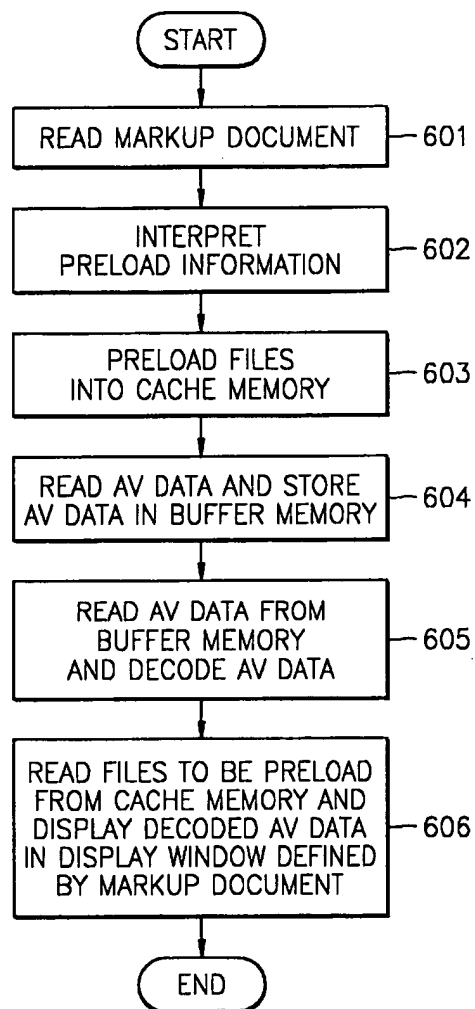 START
READ MARKUP DOCUMENT
601
INTERPRET
PRELOAD INFORMATION
602
PRELOAD FILES
INTO CACHE MEMORY
603
READ AV DATA AND STORE
AV DATA IN BUFFER MEMORY
604
READ AV DATA FROM
BUFFER MEMORY
AND DECODE AV DATA
605
READ FILES TO BE PRELOAD
FROM CACHE MEMORY AND
DISPLAY DECODED AV DATA
IN DISPLAY WINDOW DEFINED
BY MARKUP DOCUMENT
606
END